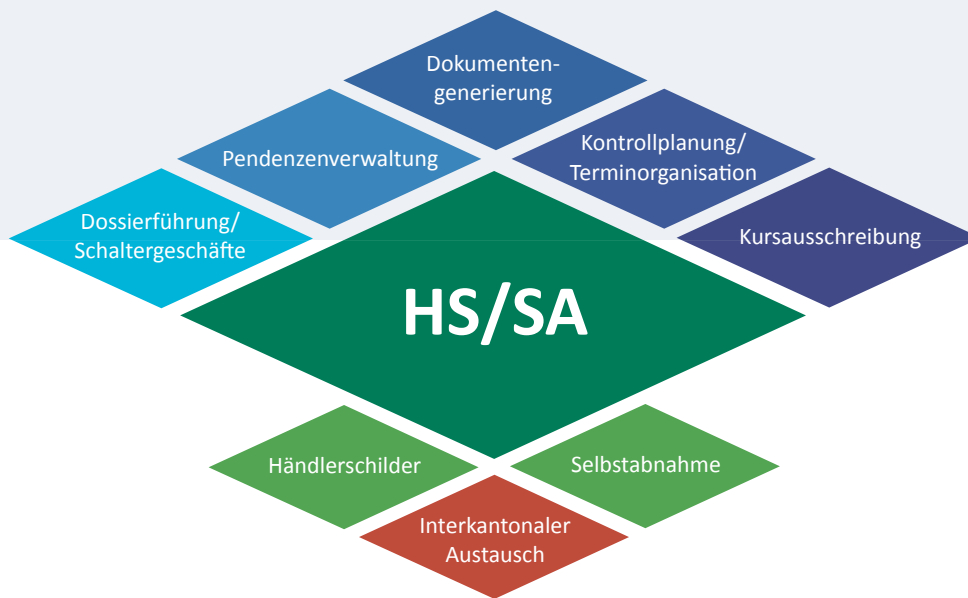 Dokumenten-
generierung
Pendenzenverwaltung
Kontrollplanung/
Terminorganisation
Dossierführung/
Schaltergeschäfte
Kursausschreibung
HS/SA
Händlerschilder
Selbstabnahme
Interkantonaler
Austausch